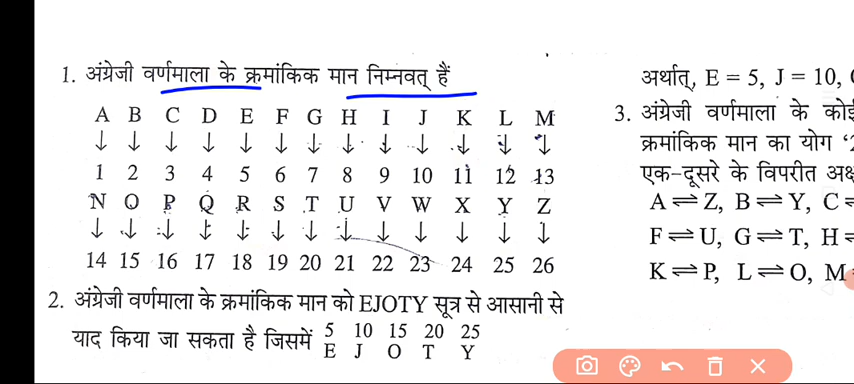 1. अंग्रेजी वर्णमाला के क्रमांकिक मान निम्नवत् हैं
A B C D E F G H I J K L M
↓ ↓ ↓ ↓ ↓ ↓ ↓ ↓ ↓ ↓ ↓ ↓ ↓
1 2 3 4 5 6 7 8 9 10 11 12 13
N O P Q R S T U V W X Y Z
↓ ↓ ↓ ↓ ↓ ↓ ↓ ↓ ↓ ↓ ↓ ↓ ↓
14 15 16 17 18 19 20 21 22 23 24 25 26
2. अंग्रेजी वर्णमाला के क्रमांकिक मान को EJOTY सूत्र से आसानी से
याद किया जा सकता है जिसमें 5 10 15 20 25
E J O T Y
अर्थात्, E = 5, J = 10,
3. अंग्रेजी वर्णमाला के
क्रमांकिक मान का योग
एक-दूसरे के विपरीत
A⇌Z, B⇌Y, C
F⇌U, G⇌T, H
K⇌P, L⇌O, M